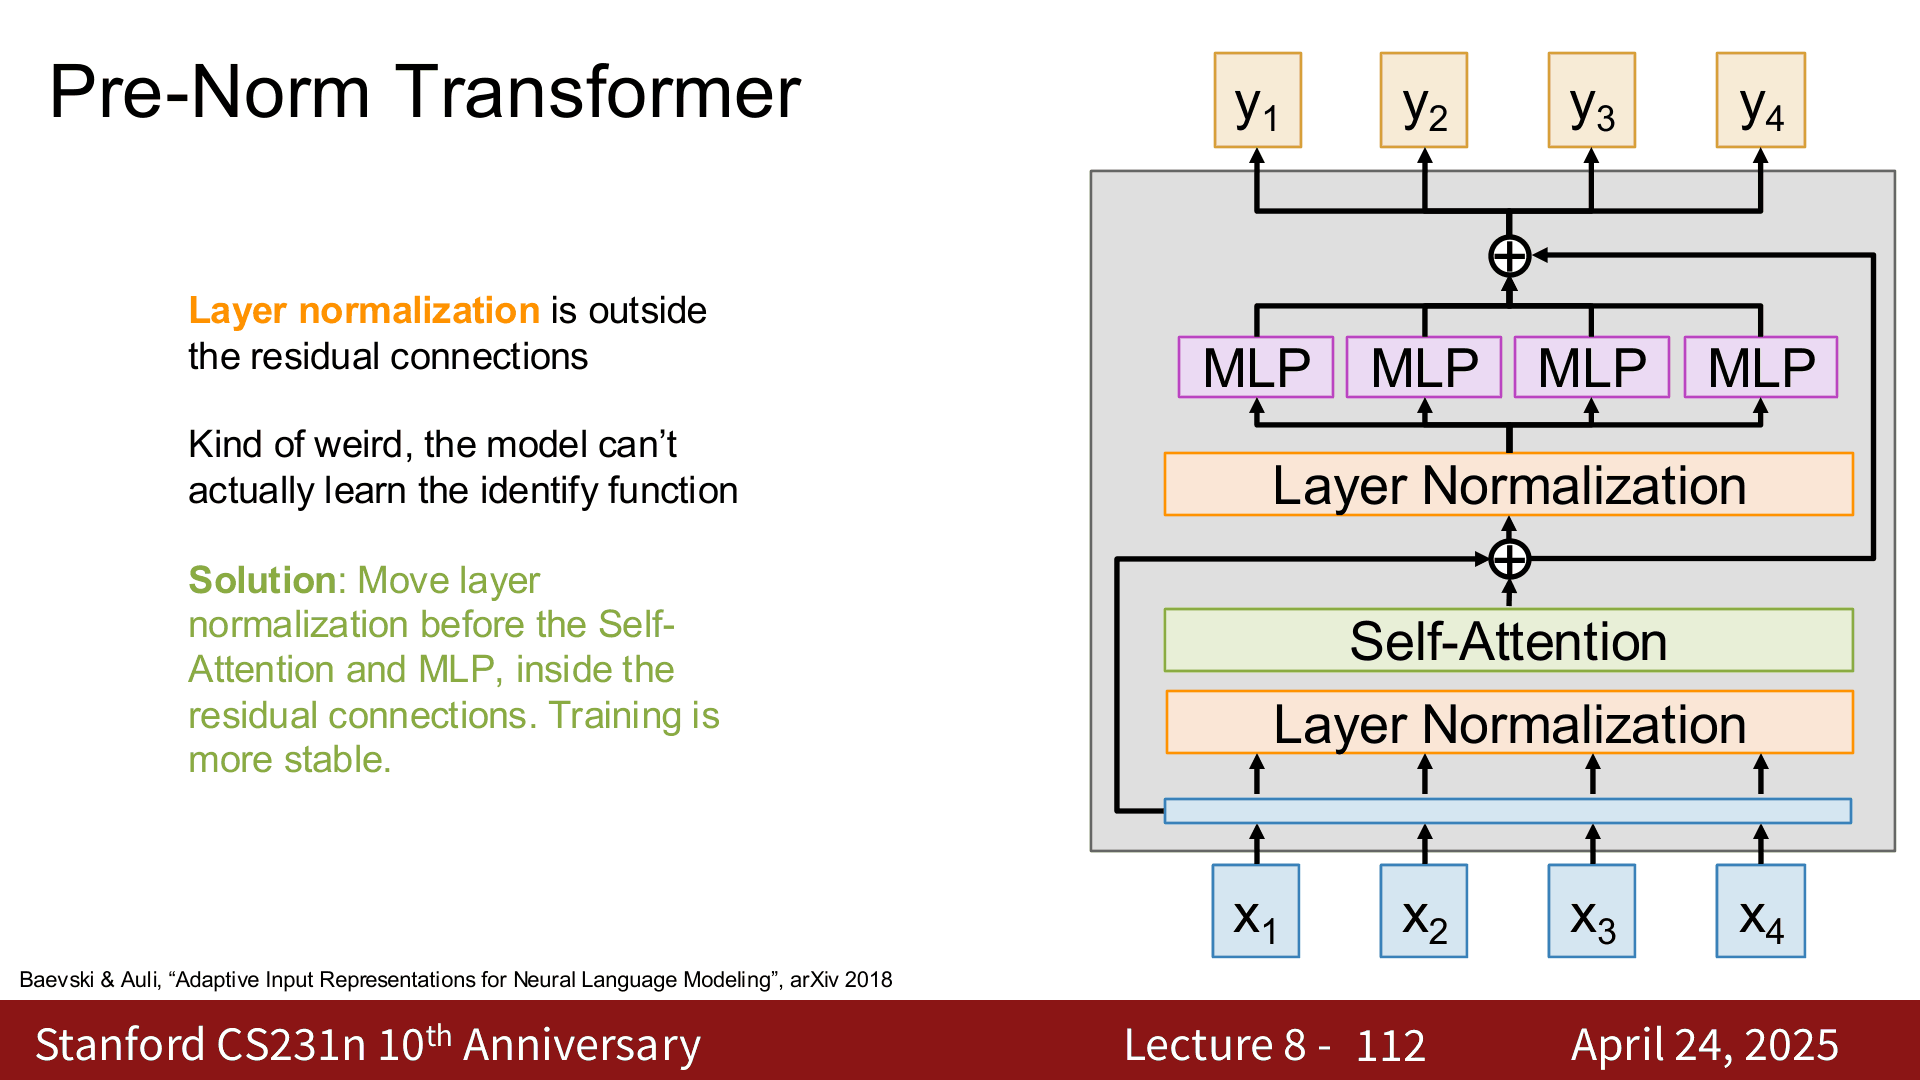 Pre-Norm Transformer
Layer normalization is outside
the residual connections
Kind of weird, the model can’t
actually learn the identify function
Solution: Move layer
normalization before the Self-
Attention and MLP, inside the
residual connections. Training is
more stable.
y1 y2 y3 y4
MLP MLP MLP MLP
Layer Normalization
Self-Attention
Layer Normalization
x1 x2 x3 x4
Baevski & Auli, “Adaptive Input Representations for Neural Language Modeling”, arXiv 2018
Stanford CS231n 10th Anniversary Lecture 8 - 112 April 24, 2025